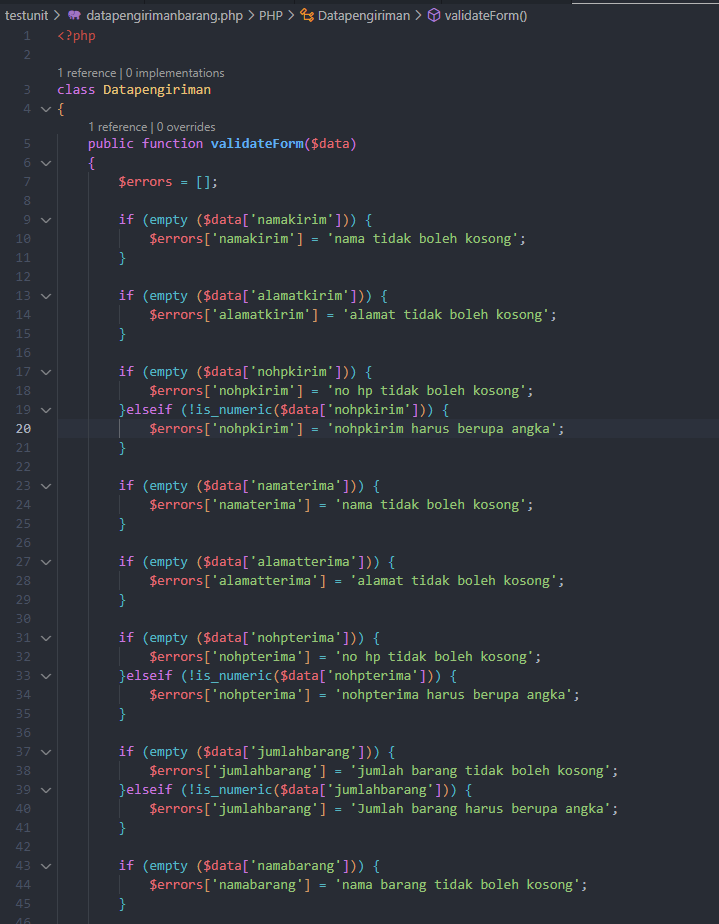 testunit > datapengirimanbarang.php > PHP > Datapengiriman > validateForm()
1 <?php
2
1 reference | 0 implementations
3 class Datapengiriman
4 {
1 reference | 0 overrides
5 public function validateForm($data)
6 {
7 $errors = [];
8
9 if (empty ($data['namakirim'])) {
10 $errors['namakirim'] = 'nama tidak boleh kosong';
11 }
12
13 if (empty ($data['alamatkirim'])) {
14 $errors['alamatkirim'] = 'alamat tidak boleh kosong';
15 }
16
17 if (empty ($data['nohpkirim'])) {
18 $errors['nohpkirim'] = 'no hp tidak boleh kosong';
19 }elseif (!is_numeric($data['nohpkirim'])) {
20 $errors['nohpkirim'] = 'nohpkirim harus berupa angka';
21 }
22
23 if (empty ($data['namaterima'])) {
24 $errors['namaterima'] = 'nama tidak boleh kosong';
25 }
26
27 if (empty ($data['alamatterima'])) {
28 $errors['alamatterima'] = 'alamat tidak boleh kosong';
29 }
30
31 if (empty ($data['nohpterima'])) {
32 $errors['nohpterima'] = 'no hp tidak boleh kosong';
33 }elseif (!is_numeric($data['nohpterima'])) {
34 $errors['nohpterima'] = 'nohpterima harus berupa angka';
35 }
36
37 if (empty ($data['jumlahbarang'])) {
38 $errors['jumlahbarang'] = 'jumlah barang tidak boleh kosong';
39 }elseif (!is_numeric($data['jumlahbarang'])) {
40 $errors['jumlahbarang'] = 'Jumlah barang harus berupa angka';
41 }
42
43 if (empty ($data['namabarang'])) {
44 $errors['namabarang'] = 'nama barang tidak boleh kosong';
45 }
46